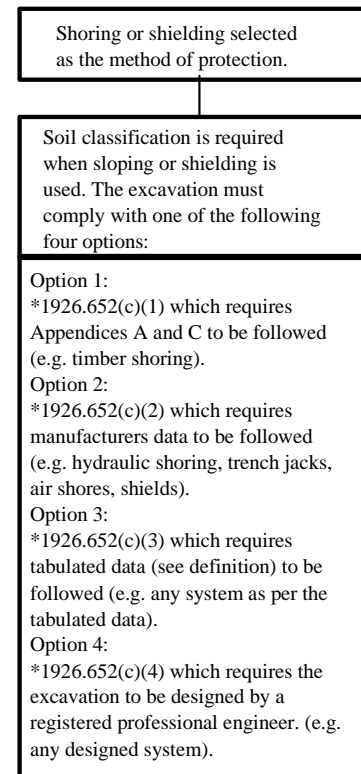 Shoring or shielding selected
as the method of protection.
Soil classification is required
when sloping or shielding is
used. The excavation must
comply with one of the following
four options:
Option 1:
*1926.652(c)(1) which requires
Appendices A and C to be followed
(e.g. timber shoring).
Option 2:
*1926.652(c)(2) which requires
manufacturers data to be followed
(e.g. hydraulic shoring, trench jacks,
air shores, shields).
Option 3:
*1926.652(c)(3) which requires
tabulated data (see definition) to be
followed (e.g. any system as per the
tabulated data).
Option 4:
*1926.652(c)(4) which requires the
excavation to be designed by a
registered professional engineer. (e.g.
any designed system).